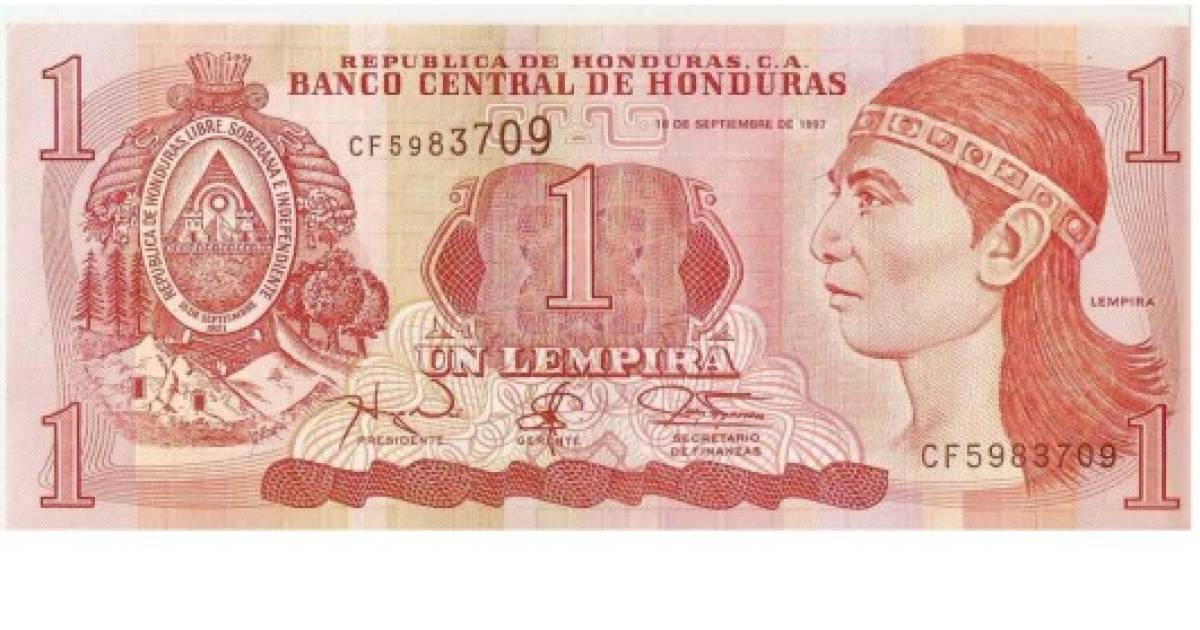 1
1
REPUBLICA DE HONDURAS, C.A.
BANCO CENTRAL DE HONDURAS
18 DE SEPTIEMBRE DE 1997
CF5983709
REPUBLICA DE HONDURAS, LIBRE, SOBERANA E INDEPENDIENTE
15 DE SEPTIEMBRE
1821
1
LEMPIRA
UN LEMPIRA
PRESIDENTE
GERENTE
SECRETARIO
DE FINANZAS
CF5983709
1
1